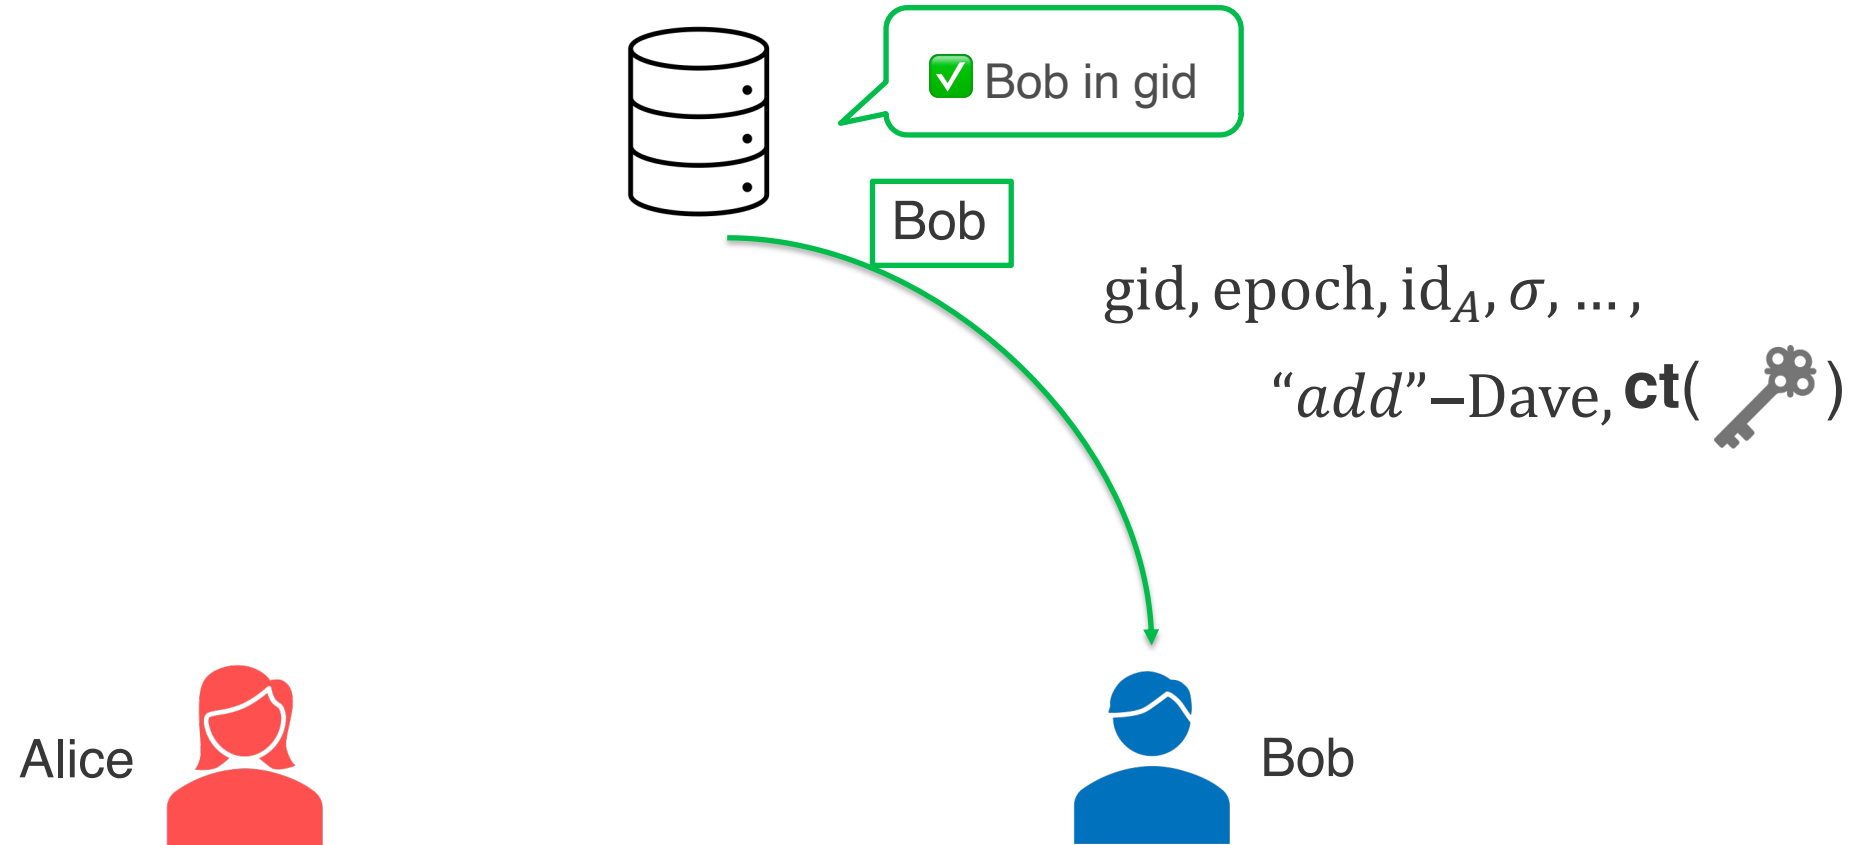 ✅ Bob in gid
Bob
gid, epoch, id_A, σ, … ,
“add”–Dave, ct( )
Alice
Bob